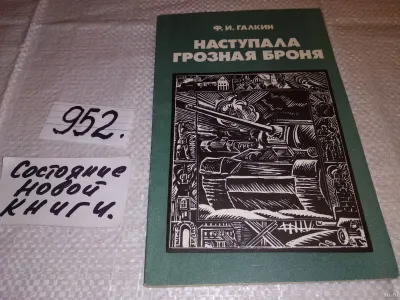 Ф. И. ГАЛКИН
НАСТУПАЛА
ГРОЗНАЯ БРОНЯ
952.
Состояние
новой
книги.